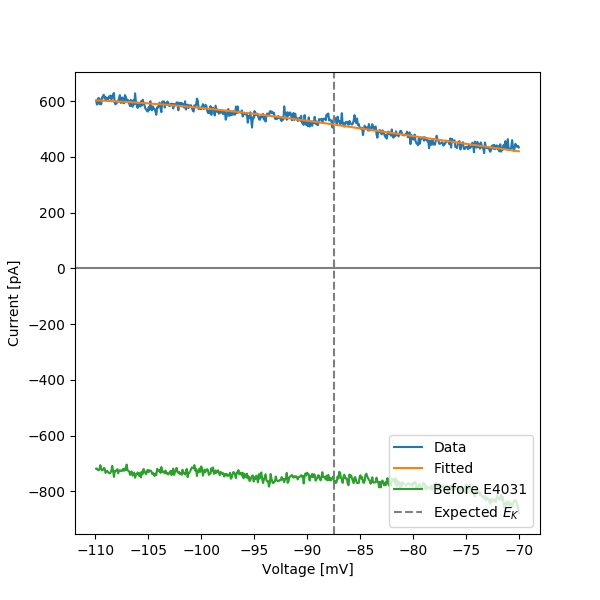 600
400
200
0
−200
−400
−600
−800
Current [pA]
−110 −105 −100 −95 −90 −85 −80 −75 −70
Voltage [mV]
Data
Fitted
Before E4031
Expected E_K